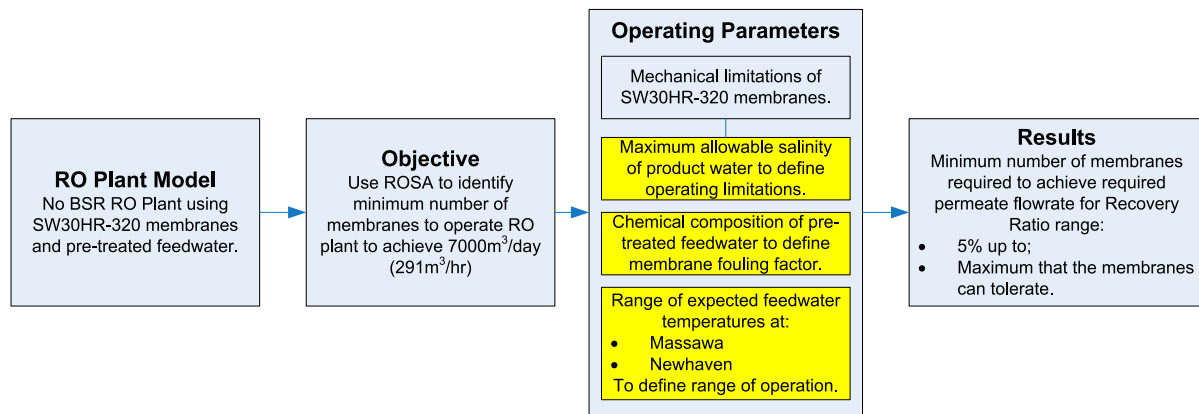 RO Plant Model
No BSR RO Plant using
SW30HR-320 membranes
and pre-treated feedwater.
Objective
Use ROSA to identify
minimum number of
membranes to operate RO
plant to achieve 7000m³/day
(291m³/hr)
Operating Parameters
Mechanical limitations of
SW30HR-320 membranes.
Maximum allowable salinity
of product water to define
operating limitations.
Chemical composition of pre-
treated feedwater to define
membrane fouling factor.
Range of expected feedwater
temperatures at:
• Massawa
• Newhaven
To define range of operation.
Results
Minimum number of membranes
required to achieve required
permeate flowrate for Recovery
Ratio range:
• 5% up to;
• Maximum that the membranes
can tolerate.